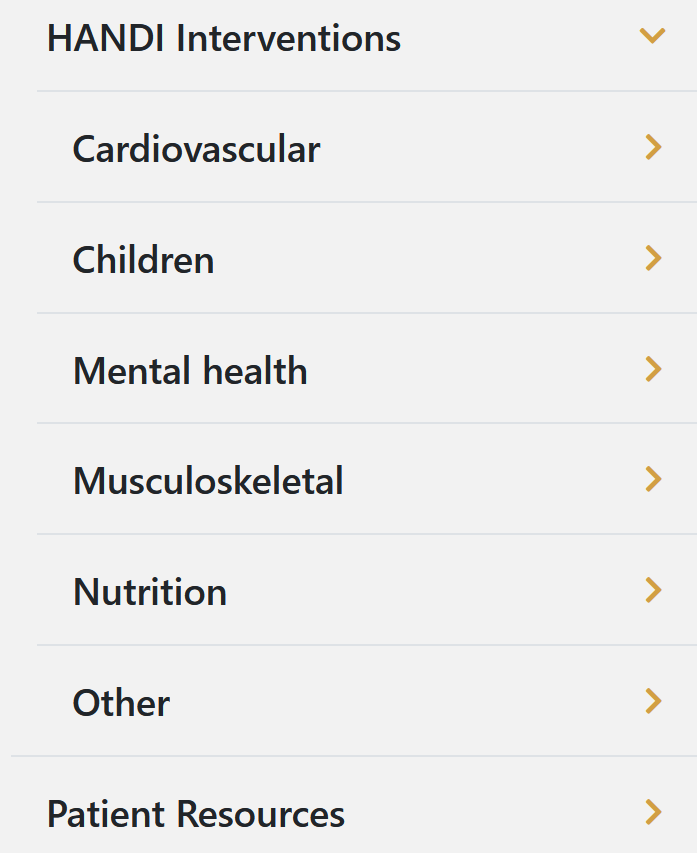 HANDI Interventions
Cardiovascular
Children
Mental health
Musculoskeletal
Nutrition
Other
Patient Resources